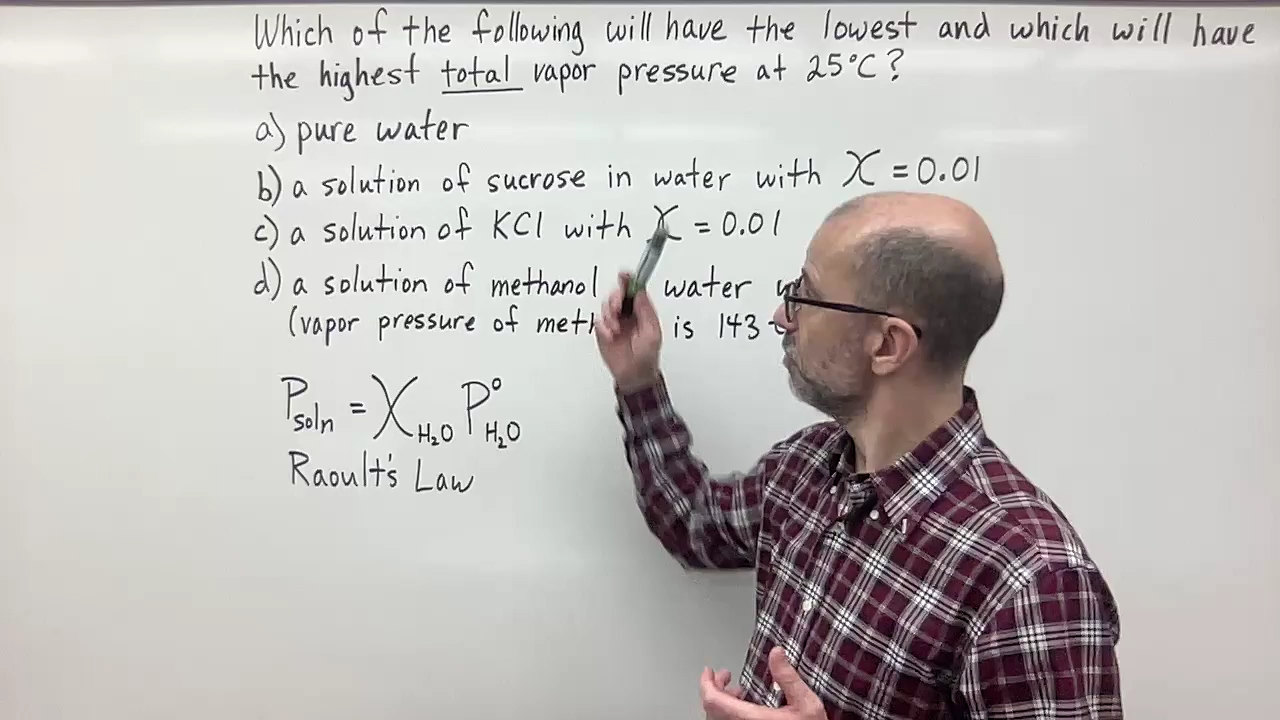 Which of the following will have the lowest and which will have
the highest total vapor pressure at 25°C?
a) pure water
b) a solution of sucrose in water with X = 0.01
c) a solution of KCl with X = 0.01
d) a solution of methanol water
(vapor pressure of is 143
Psoln = XH₂O P°H₂O
Raoult's Law